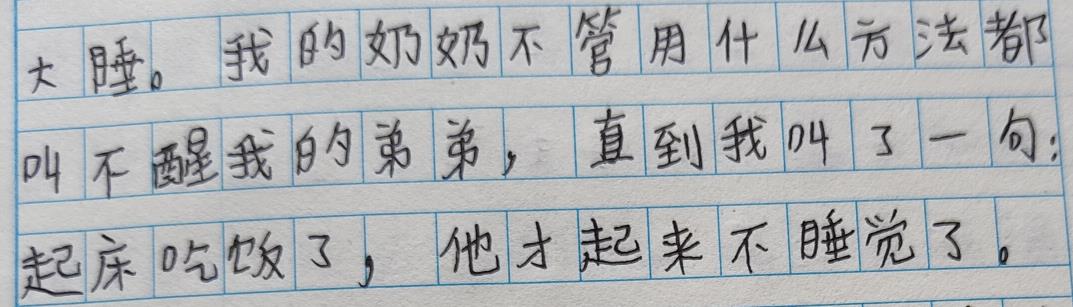 大睡。我的奶奶不管用什么方法都
叫不醒我的弟弟，直到我叫了一句：
起床吃饭了，他才起来不睡觉了。